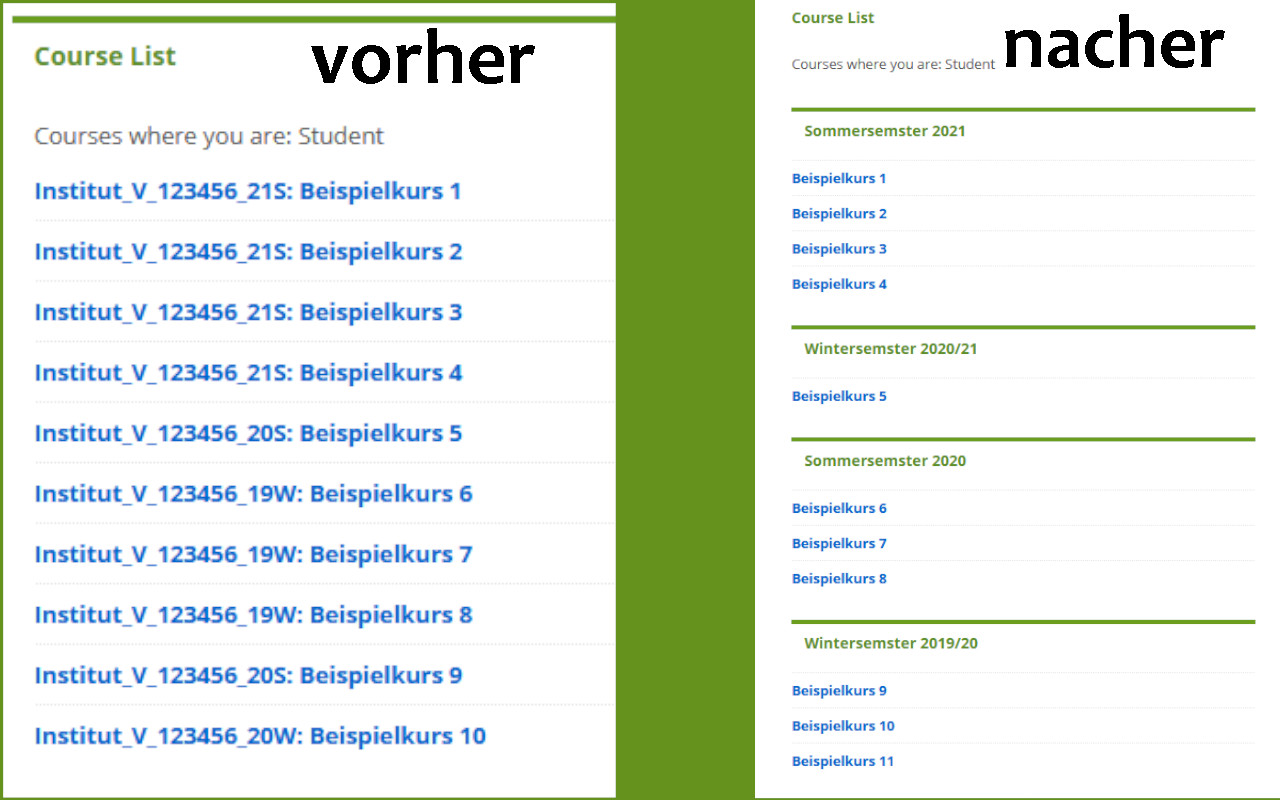 Course List
vorher
Courses where you are: Student
Institut_V_123456_21S: Beispielkurs 1
Institut_V_123456_21S: Beispielkurs 2
Institut_V_123456_21S: Beispielkurs 3
Institut_V_123456_21S: Beispielkurs 4
Institut_V_123456_20S: Beispielkurs 5
Institut_V_123456_19W: Beispielkurs 6
Institut_V_123456_19W: Beispielkurs 7
Institut_V_123456_19W: Beispielkurs 8
Institut_V_123456_20S: Beispielkurs 9
Institut_V_123456_20W: Beispielkurs 10
Course List
nacher
Courses where you are: Student
Sommersemster 2021
Beispielkurs 1
Beispielkurs 2
Beispielkurs 3
Beispielkurs 4
Wintersemster 2020/21
Beispielkurs 5
Sommersemster 2020
Beispielkurs 6
Beispielkurs 7
Beispielkurs 8
Wintersemster 2019/20
Beispielkurs 9
Beispielkurs 10
Beispielkurs 11